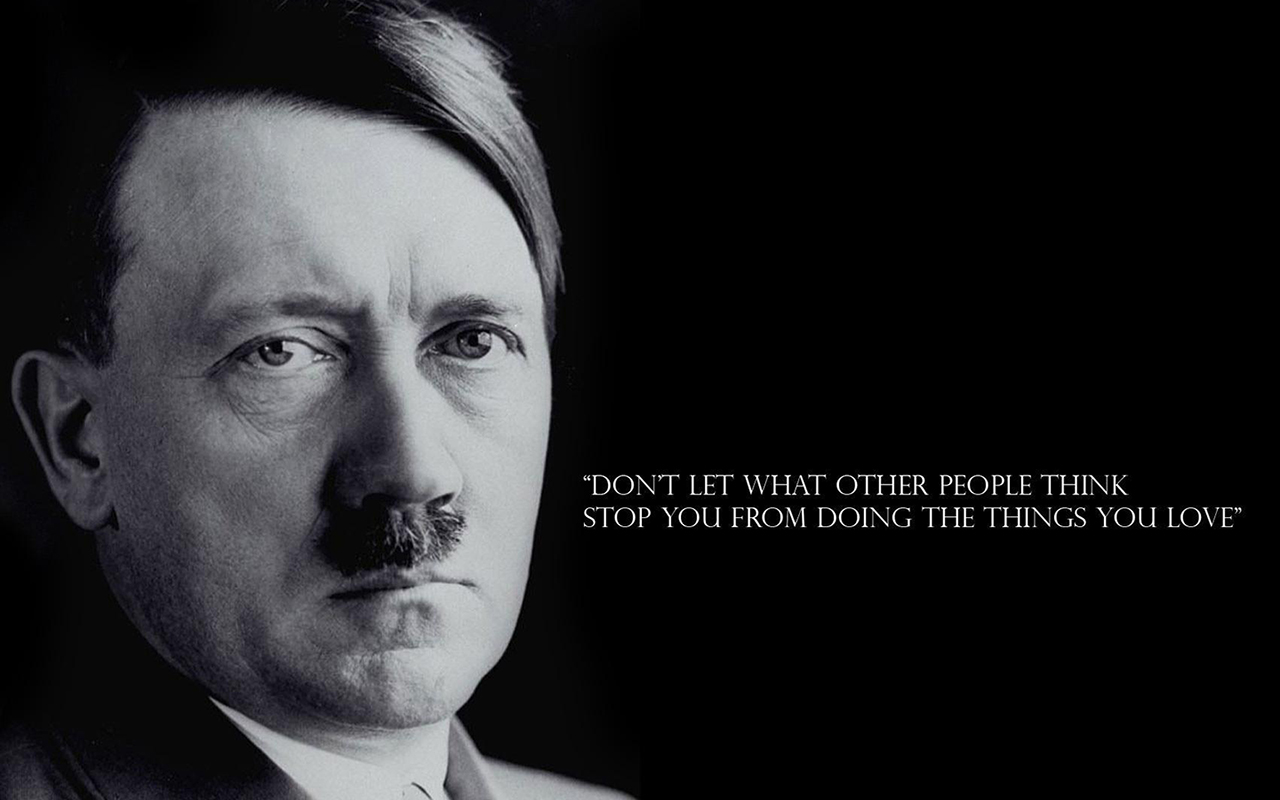 “DON’T LET WHAT OTHER PEOPLE THINK
STOP YOU FROM DOING THE THINGS YOU LOVE”